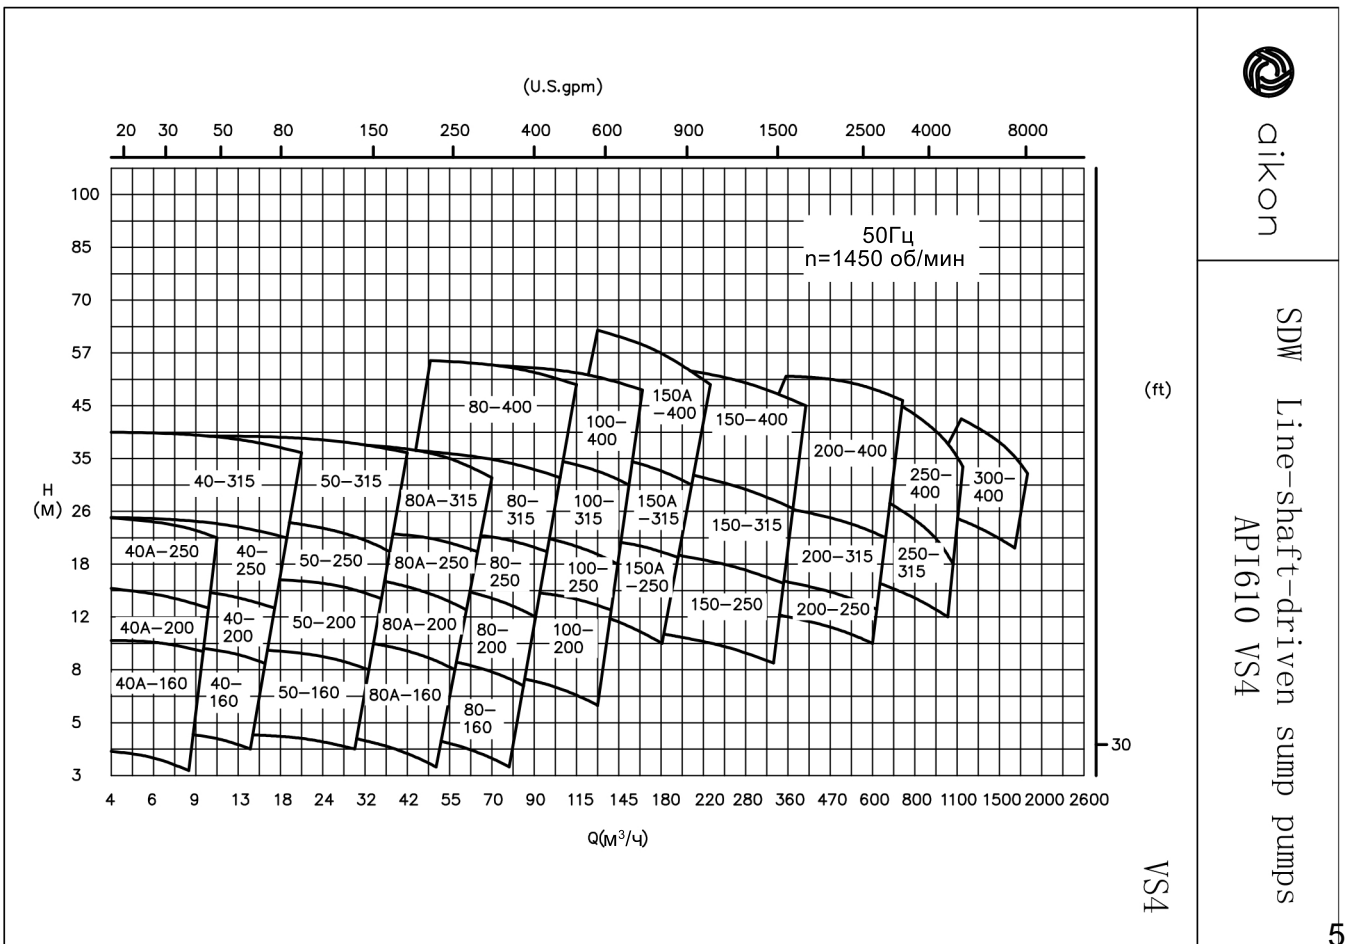 (U.S.gpm)
20 30 50 80 150 250 400 600 900 1500 2500 4000 8000
100
85
70
57
45
35
26
18
12
8
5
3
H
(м)
50Гц
n=1450 об/мин
80-400
100-
400
150A
-400
150-400
200-400
250-
400
300-
400
40-315
50-315
80A-315
80-
315
100-
315
150A
-315
150-315
200-315
250-
315
40A-250
40-
250
50-250
80A-250
80-
250
100-
250
150A
-250
150-250
200-250
40A-200
40-
200
50-200
80A-200
80-
200
100-
200
40A-160
40-
160
50-160
80A-160
80-
160
4 6 9 13 18 24 32 42 55 70 90 115 145 180 220 280 360 470 600 800 1100 1500 2000 2600
Q(м³/ч)
(ft)
30
aikon
SDW Line-shaft-driven sump pumps
API610 VS4
VS4
5